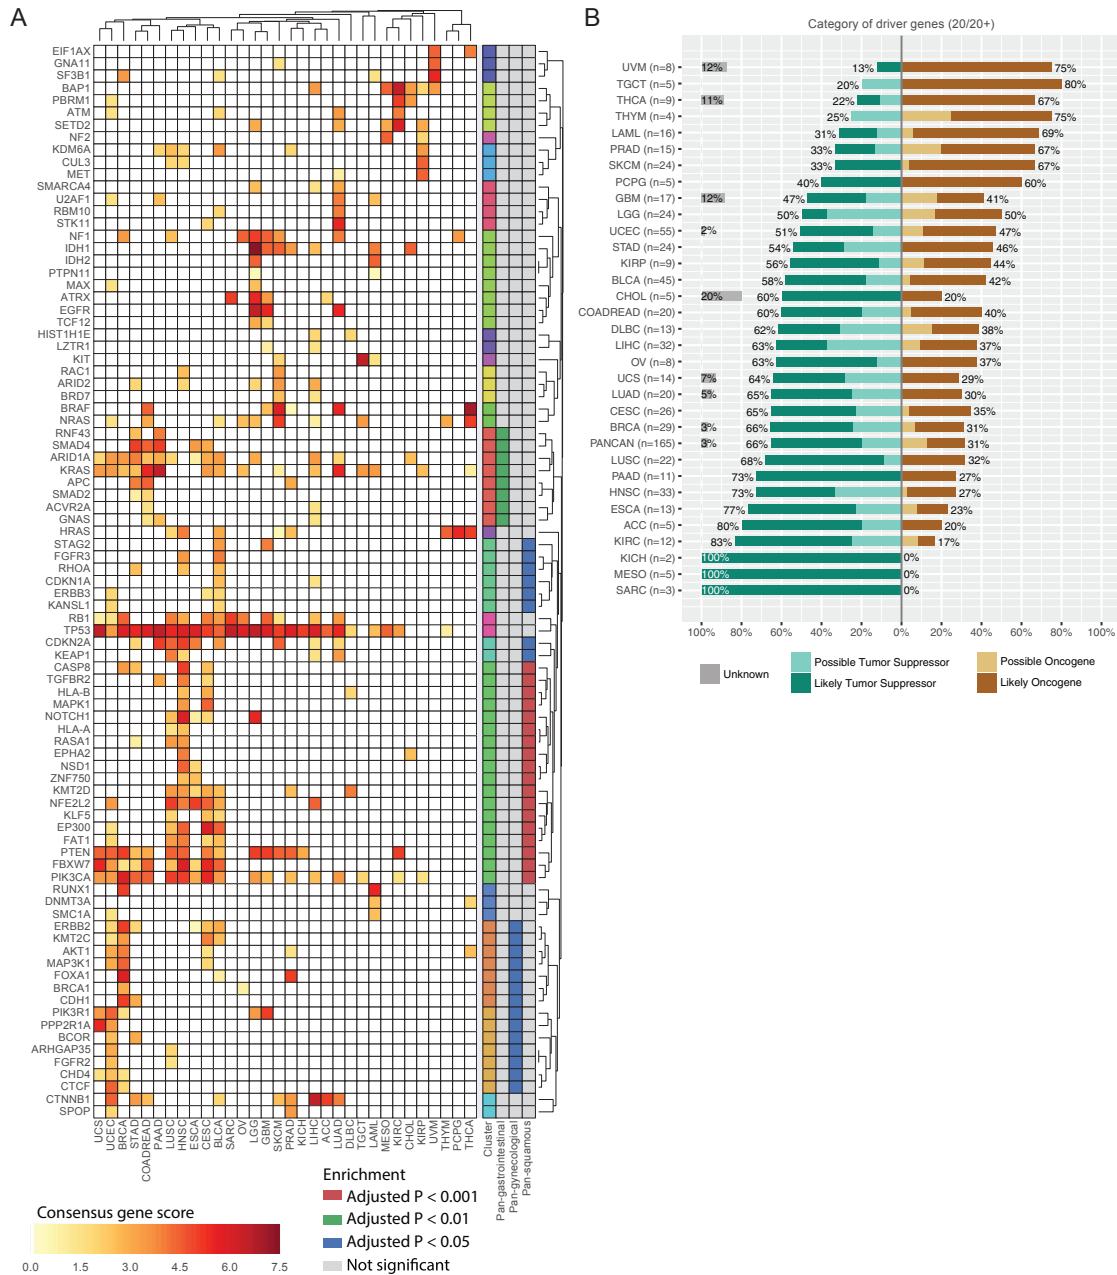 A
EIF1AX
GNA11
SF3B1
BAP1
PBRM1
ATM
SETD2
NF2
KDM6A
CUL3
MET
SMARCA4
U2AF1
RBM10
STK11
NF1
IDH1
IDH2
PTPN11
MAX
ATRX
EGFR
TCF12
HIST1H1E
LZTR1
KIT
RAC1
ARID2
BRD7
BRAF
NRAS
RNF43
SMAD4
ARID1A
KRAS
APC
SMAD2
ACVR2A
GNAS
HRAS
STAG2
FGFR3
RHOA
CDKN1A
ERBB3
KANSL1
RB1
TP53
CDKN2A
KEAP1
CASP8
TGFBR2
HLA-B
MAPK1
NOTCH1
HLA-A
RASA1
EPHA2
NSD1
ZNF750
KMT2D
NFE2L2
KLF5
EP300
FAT1
PTEN
FBXW7
PIK3CA
RUNX1
DNMT3A
SMC1A
ERBB2
KMT2C
AKT1
MAP3K1
FOXA1
BRCA1
CDH1
PIK3R1
PPP2R1A
BCOR
ARHGAP35
FGFR2
CHD4
CTCF
CTNNB1
SPOP
UCS
UCEC
BRCA
STAD
COADREAD
PAAD
LUSC
HNSC
ESCA
CESC
BLCA
SARC
OV
LGG
GBM
SKCM
PRAD
KICH
LIHC
ACC
LUAD
DLBC
TGCT
LAML
MESO
KIRC
CHOL
KIRP
UVM
THYM
PCPG
THCA
Cluster
Pan-gastrointestinal
Pan-gynecological
Pan-squamous
Consensus gene score
0.0 1.5 3.0 4.5 6.0 7.5
Enrichment
Adjusted P < 0.001
Adjusted P < 0.01
Adjusted P < 0.05
Not significant
B
Category of driver genes (20/20+)
UVM (n=8) 12% 13% 75%
TGCT (n=5) 20% 80%
THCA (n=9) 11% 22% 67%
THYM (n=4) 25% 75%
LAML (n=16) 31% 69%
PRAD (n=15) 33% 67%
SKCM (n=24) 33% 67%
PCPG (n=5) 40% 60%
GBM (n=17) 12% 47% 41%
LGG (n=24) 50% 50%
UCEC (n=55) 2% 51% 47%
STAD (n=24) 54% 46%
KIRP (n=9) 56% 44%
BLCA (n=45) 58% 42%
CHOL (n=5) 20% 60% 20%
COADREAD (n=20) 60% 40%
DLBC (n=13) 62% 38%
LIHC (n=32) 63% 37%
OV (n=8) 63% 37%
UCS (n=14) 7% 64% 29%
LUAD (n=20) 5% 65% 30%
CESC (n=26) 65% 35%
BRCA (n=29) 3% 66% 31%
PANCAN (n=165) 3% 66% 31%
LUSC (n=22) 68% 32%
PAAD (n=11) 73% 27%
HNSC (n=33) 73% 27%
ESCA (n=13) 77% 23%
ACC (n=5) 80% 20%
KIRC (n=12) 83% 17%
KICH (n=2) 100% 0%
MESO (n=5) 100% 0%
SARC (n=3) 100% 0%
100% 80% 60% 40% 20% 0% 20% 40% 60% 80% 100%
Unknown
Possible Tumor Suppressor
Likely Tumor Suppressor
Possible Oncogene
Likely Oncogene